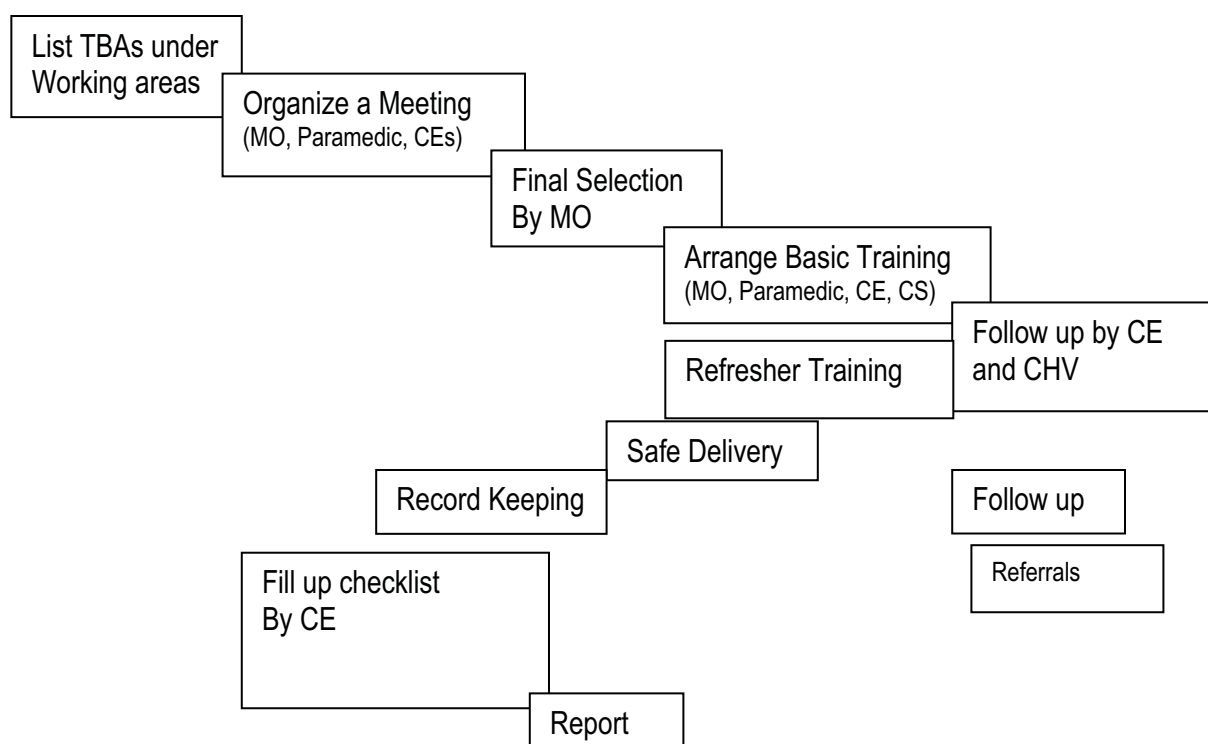 List TBAs under
Working areas
Organize a Meeting
(MO, Paramedic, CEs)
Final Selection
By MO
Arrange Basic Training
(MO, Paramedic, CE, CS)
Follow up by CE
and CHV
Refresher Training
Safe Delivery
Record Keeping
Follow up
Referrals
Fill up checklist
By CE
Report